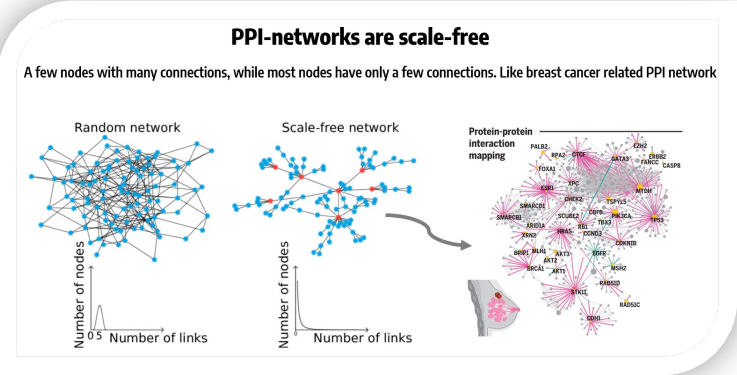 PPI-networks are scale-free
A few nodes with many connections, while most nodes have only a few connections. Like breast cancer related PPI network
Random network
Number of nodes
0 5
Number of links
Scale-free network
Number of nodes
0
Number of links
Protein-protein
interaction
mapping
PALB2
RPA2
CTCF
GATA3
EZH2
ERBB2
FANCC
CASP8
FOXA1
ESR1
XPC
CHEK2
MTDH
TSPYL5
SMARCD1
SMARCB1
SCUBE2
CBFB
PIK3CA
TBX3
TP53
ARID1A
XRN2
HRAS
RB1
CCND3
CDKN1B
BRIP1
MLH1
AKT3
AKT2
EGFR
BRCA1
AKT1
MSH2
STK11
RAD51D
RAD51C
CDH1